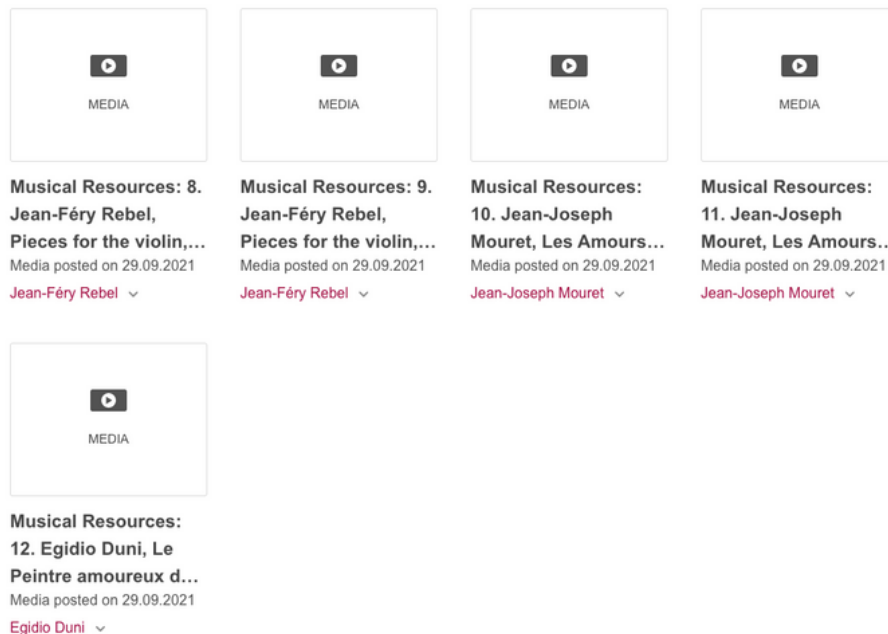 MEDIA
Musical Resources: 8.
Jean-Féry Rebel,
Pieces for the violin,...
Media posted on 29.09.2021
Jean-Féry Rebel
MEDIA
Musical Resources: 9.
Jean-Féry Rebel,
Pieces for the violin,...
Media posted on 29.09.2021
Jean-Féry Rebel
MEDIA
Musical Resources:
10. Jean-Joseph
Mouret, Les Amours...
Media posted on 29.09.2021
Jean-Joseph Mouret
MEDIA
Musical Resources:
11. Jean-Joseph
Mouret, Les Amours...
Media posted on 29.09.2021
Jean-Joseph Mouret
MEDIA
Musical Resources:
12. Egidio Duni, Le
Peintre amoureux d...
Media posted on 29.09.2021
Egidio Duni